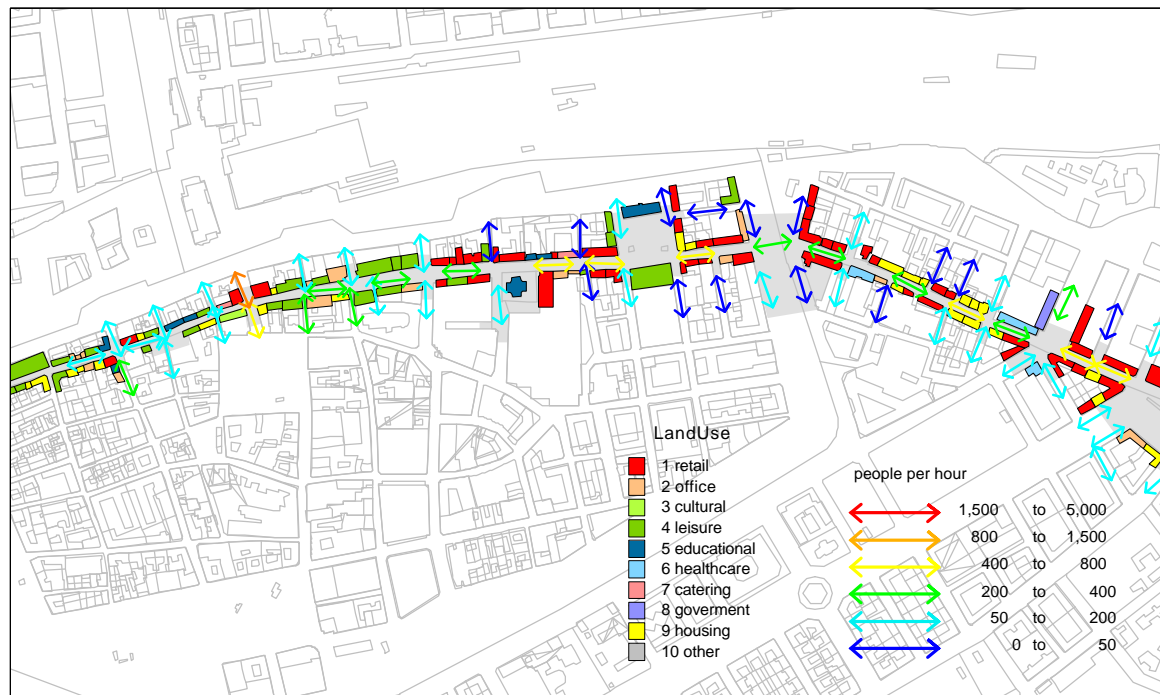 LandUse
1 retail
2 office
3 cultural
4 leisure
5 educational
6 healthcare
7 catering
8 goverment
9 housing
10 other
people per hour
1,500 to 5,000
800 to 1,500
400 to 800
200 to 400
50 to 200
0 to 50